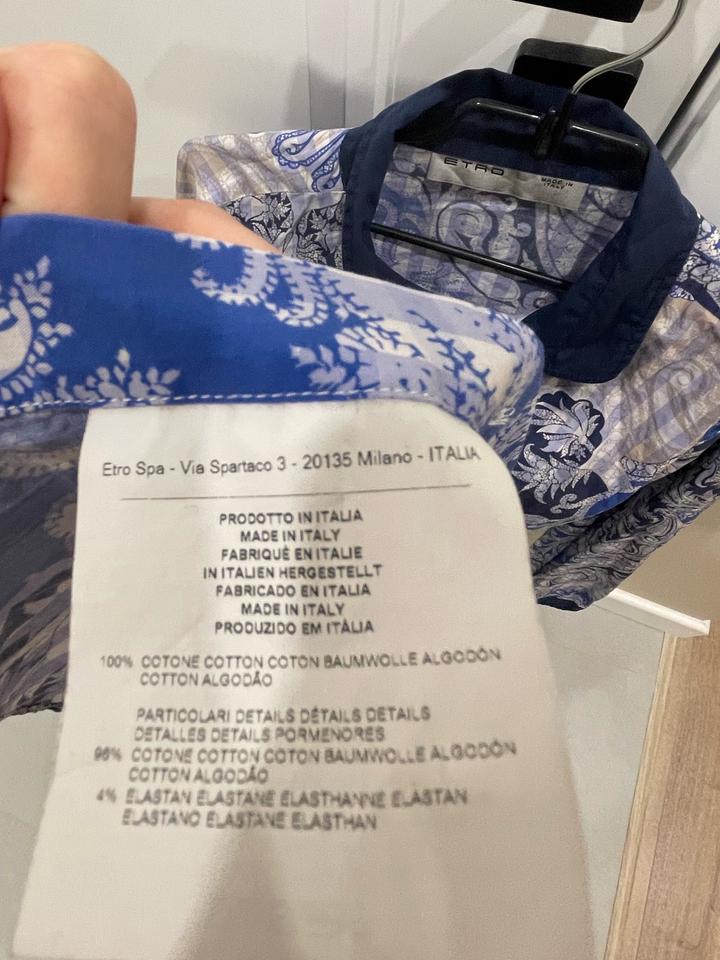 ETRO
MADE IN
ITALY
Etro Spa - Via Spartaco 3 - 20135 Milano - ITALIA
PRODOTTO IN ITALIA
MADE IN ITALY
FABRIQUÈ EN ITALIE
IN ITALIEN HERGESTELLT
FABRICADO EN ITALIA
MADE IN ITALY
PRODUZIDO EM ITÀLIA
100% COTONE COTTON COTON BAUMWOLLE ALGODÓN
COTTON ALGODÃO
PARTICOLARI DETAILS DÉTAILS DETAILS
DETALLES DETAILS PORMENORES
96% COTONE COTTON COTON BAUMWOLLE ALGODÓN
COTTON ALGODÃO
4% ELASTAN ELASTANE ELASTHANNE ELASTAN
ELASTANO ELASTANE ELASTHAN